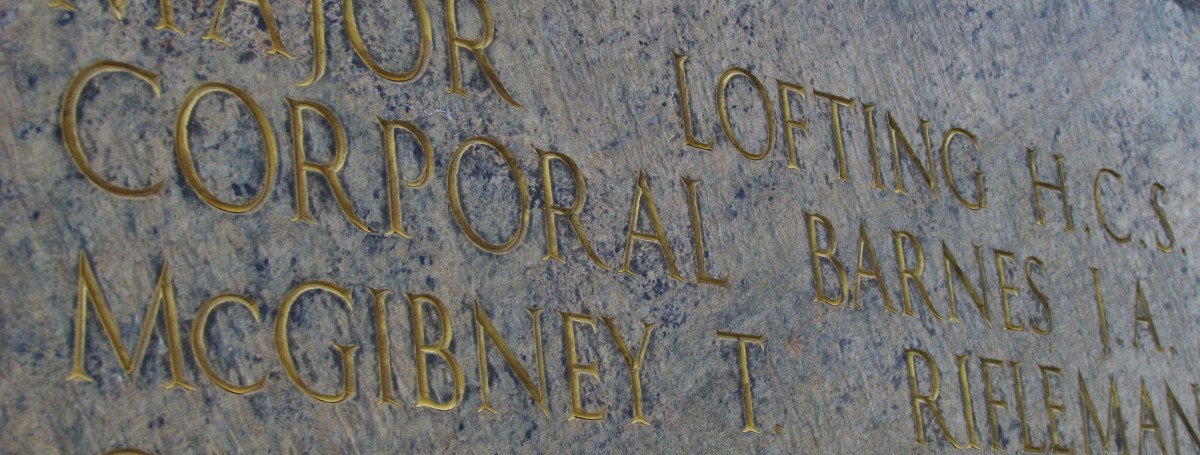 MAJOR
CORPORAL
McGIBNEY T.
LOFTING H.C.S.
BARNES J.A.
RIFLEMAN